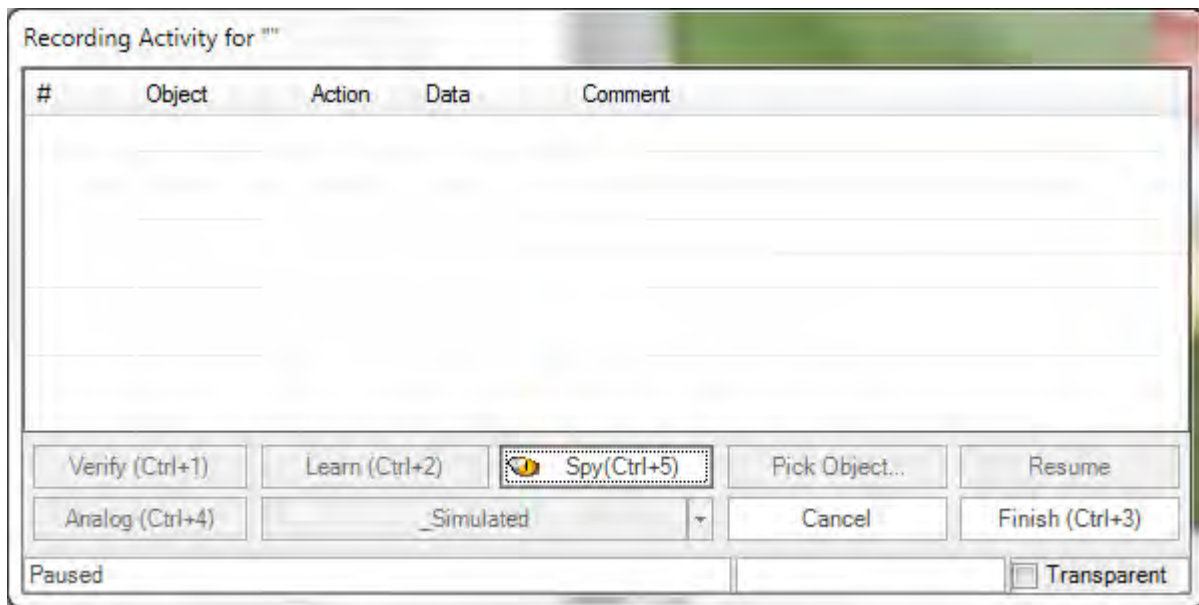 Recording Activity for ""
# Object Action Data Comment
Verify (Ctrl+1) Learn (Ctrl+2) Spy(Ctrl+5) Pick Object... Resume
Analog (Ctrl+4) _Simulated Cancel Finish (Ctrl+3)
Paused Transparent